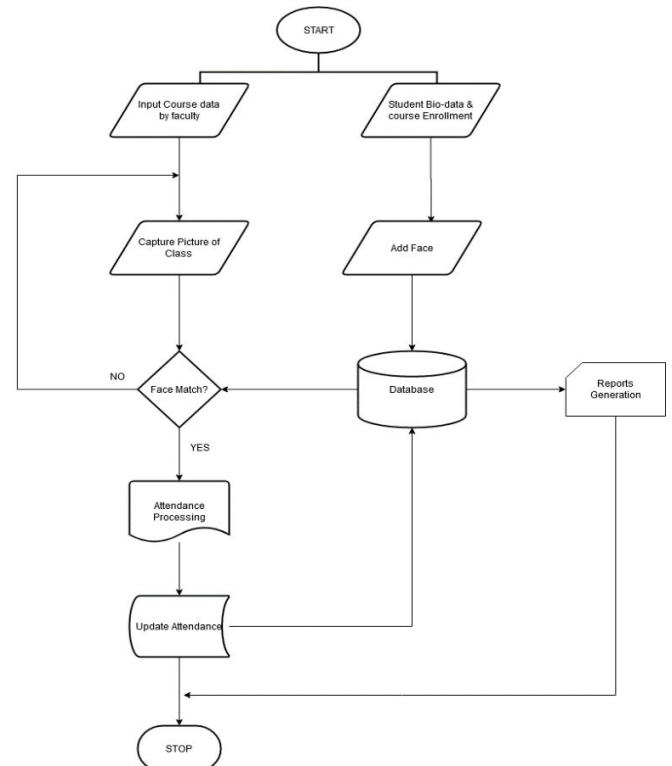 START
Input Course data
by faculty
Student Bio-data &
course Enrollment
Capture Picture of
Class
Add Face
NO
Face Match?
Database
Reports
Generation
YES
Attendance
Processing
Update Attendance
STOP